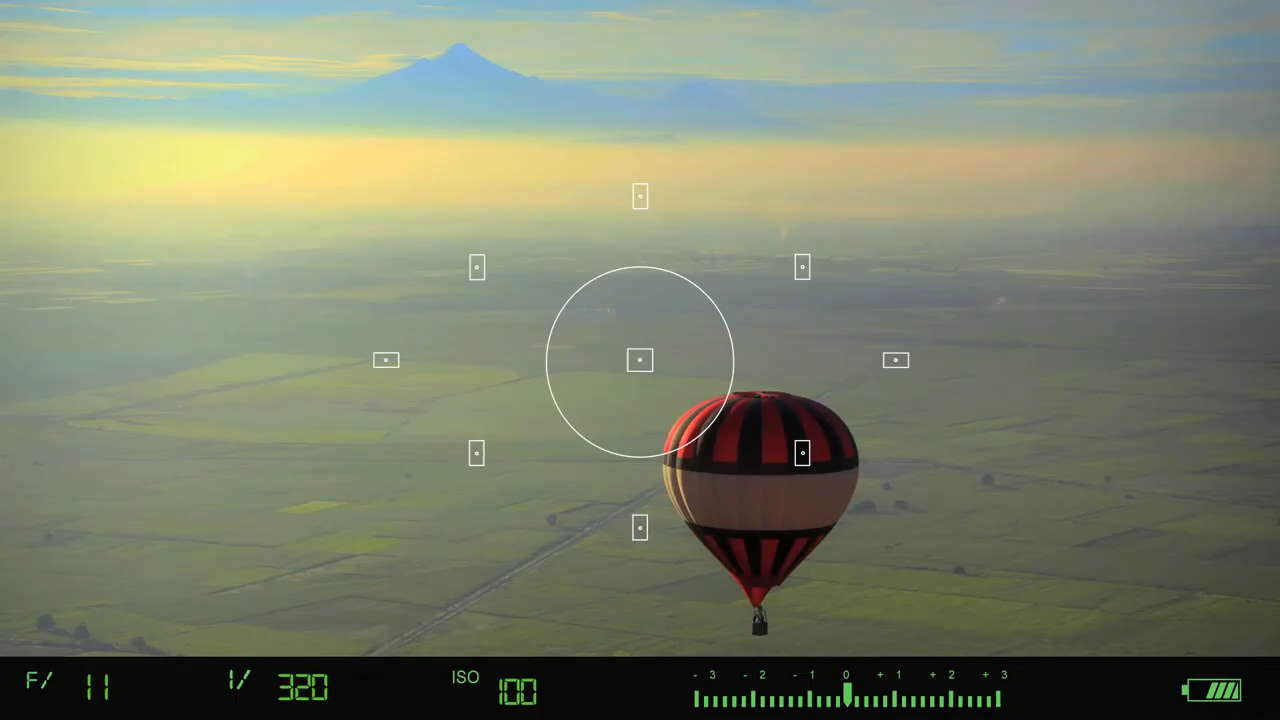 F/ 11 1/ 320 ISO 100
- 3 - 2 - 1 0 + 1 + 2 + 3